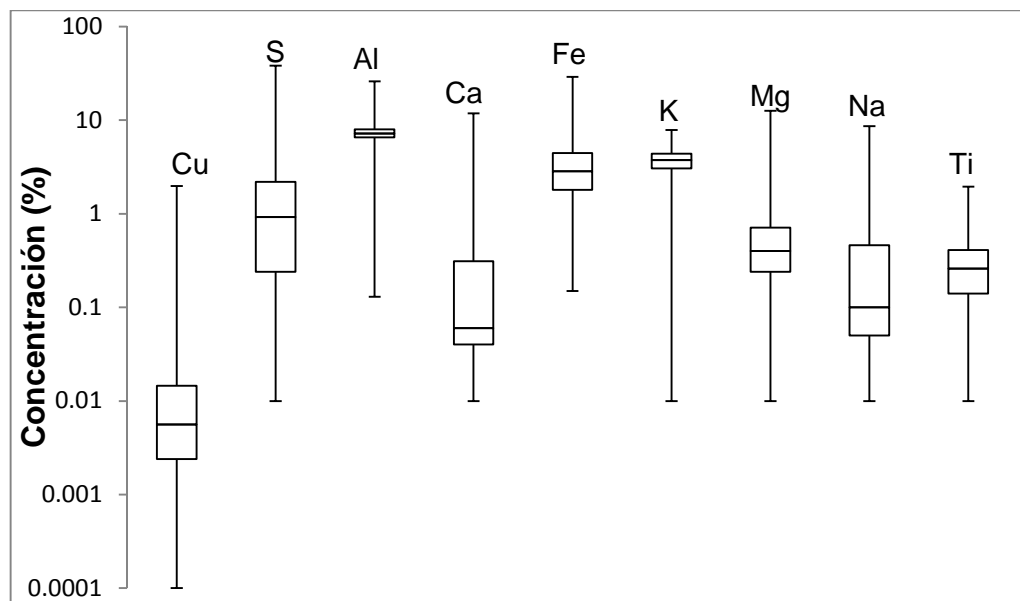 Concentración (%)
100
10
1
0.1
0.01
0.001
0.0001
Cu
S
Al
Ca
Fe
K
Mg
Na
Ti